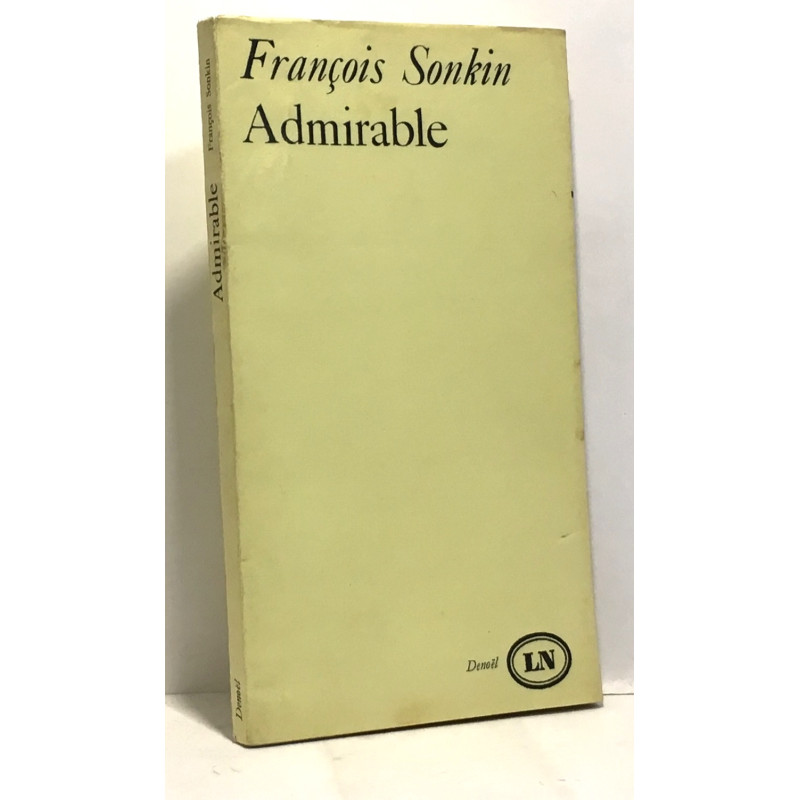 François Sonkin
Admirable
Denoël
LN
François Sonkin
Admirable
Denoël